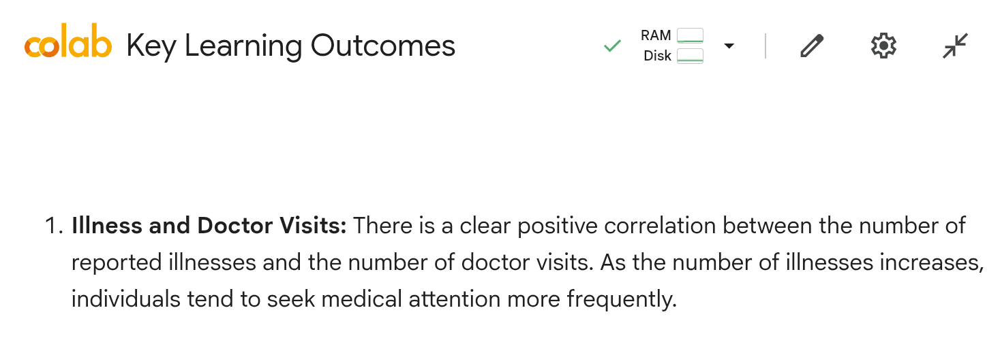 colab Key Learning Outcomes
RAM
Disk
1. Illness and Doctor Visits: There is a clear positive correlation between the number of
reported illnesses and the number of doctor visits. As the number of illnesses increases,
individuals tend to seek medical attention more frequently.